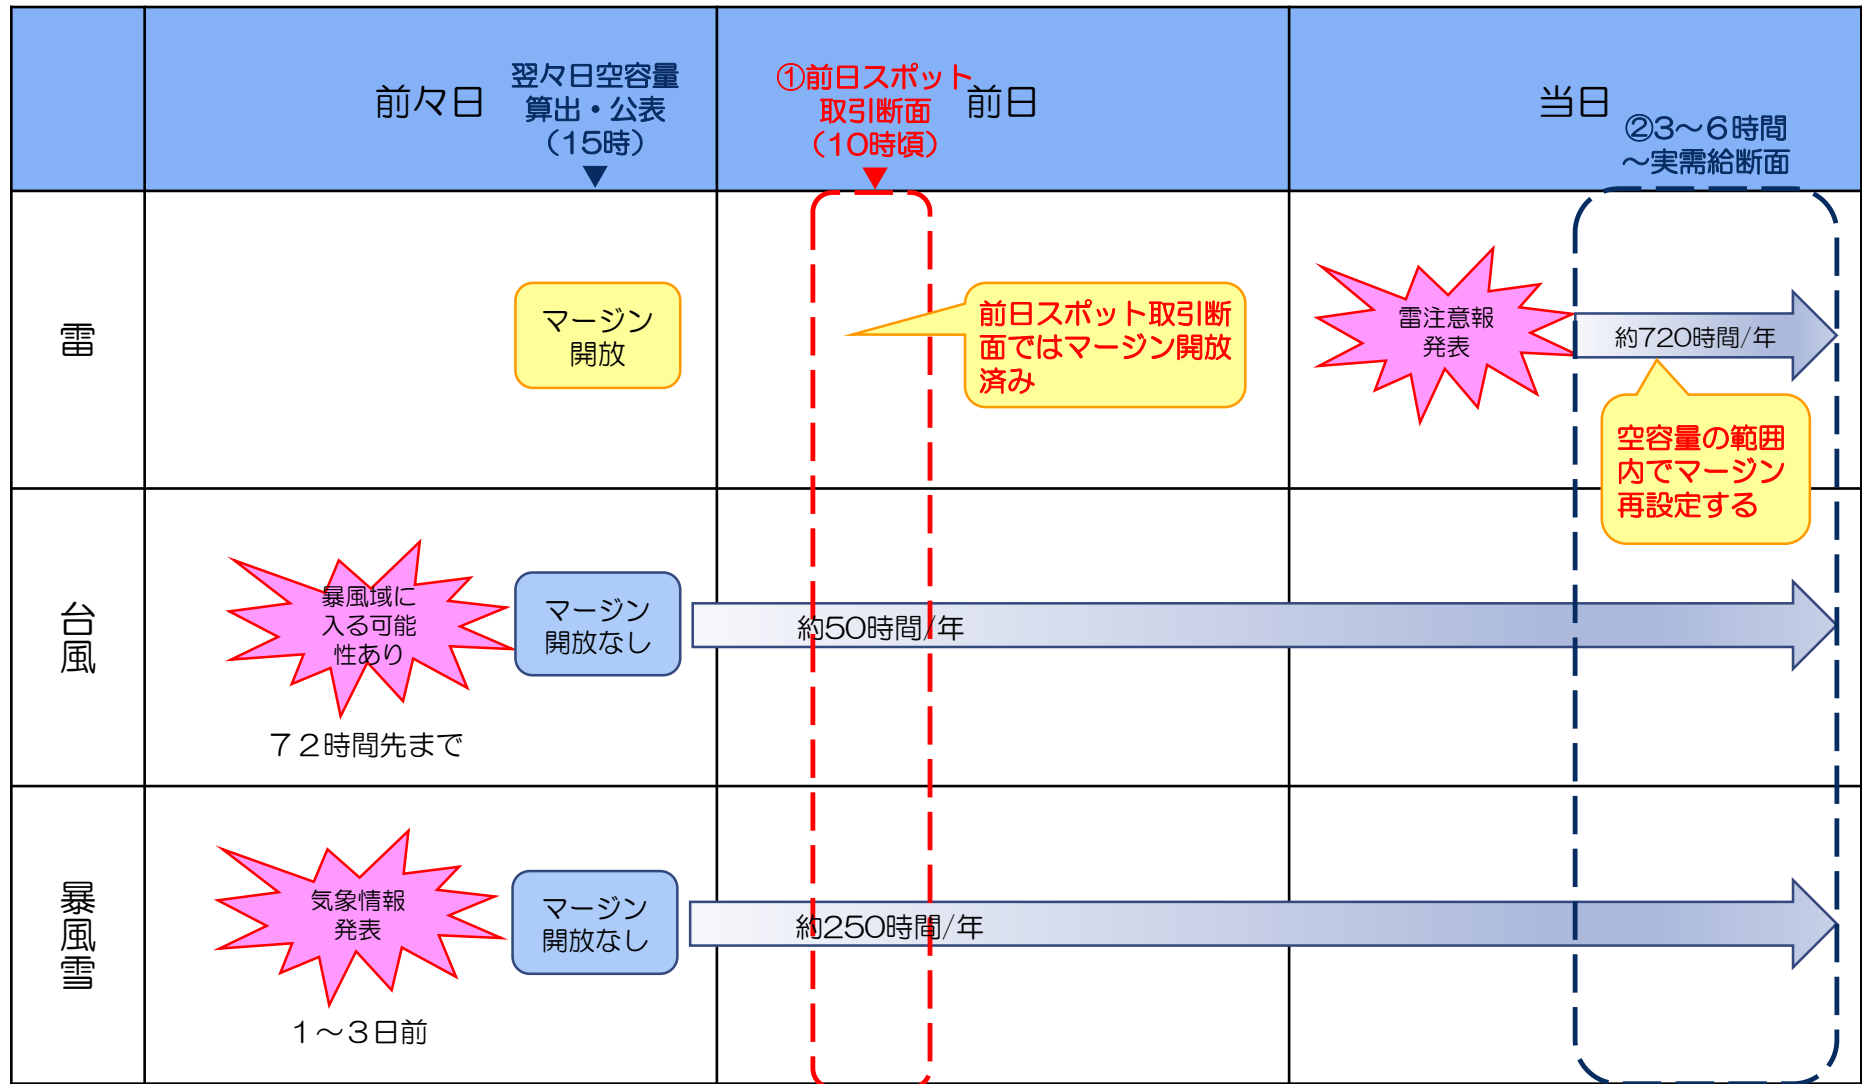 前々日
翌々日空容量
算出・公表
（15時）
①前日スポット
取引断面
（10時頃）
前日
当日
②3～6時間
～実需給断面
雷
マージン
開放
前日スポット取引断
面ではマージン開放
済み
雷注意報
発表
約720時間/年
空容量の範囲
内でマージン
再設定する
台風
暴風域に
入る可能
性あり
マージン
開放なし
約50時間/年
７２時間先まで
暴風雪
気象情報
発表
マージン
開放なし
約250時間/年
１～３日前